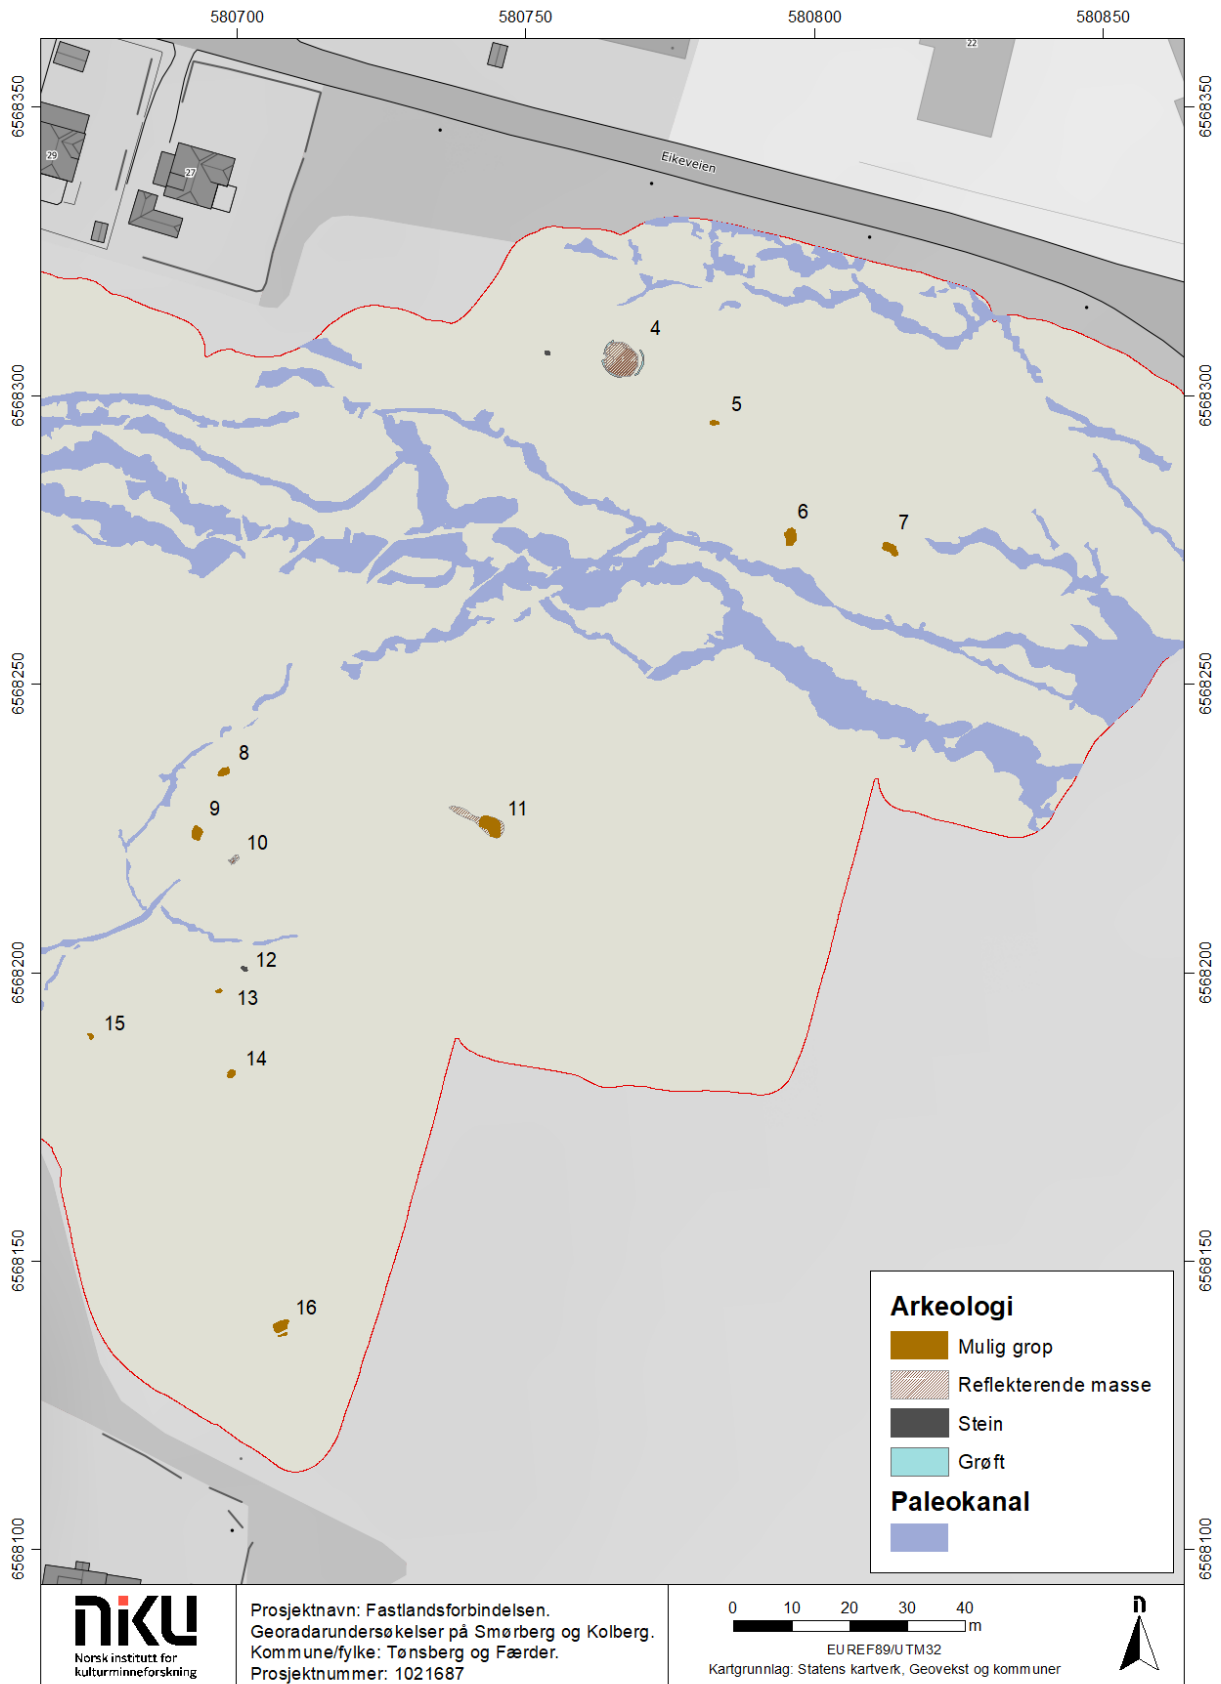 580700
580750
580800
580850
6568350
6568350
22
Eikeveien
29
27
4
6568300
6568300
5
6
7
6568250
6568250
8
9
11
10
12
6568200
6568200
13
15
14
6568150
6568150
16
6568100
6568100
Arkeologi
Mulig grop
Reflekterende masse
Stein
Grøft
Paleokanal
niku
Norsk institutt for
kulturminneforskning
Prosjektnavn: Fastlandsforbindelsen.
Georadarundersøkelser på Smørberg og Kolberg.
Kommune/fylke: Tønsberg og Færder.
Prosjektnummer: 1021687
0 10 20 30 40
m
EUREF89/UTM32
Kartgrunnlag: Statens kartverk, Geovekst og kommuner
n